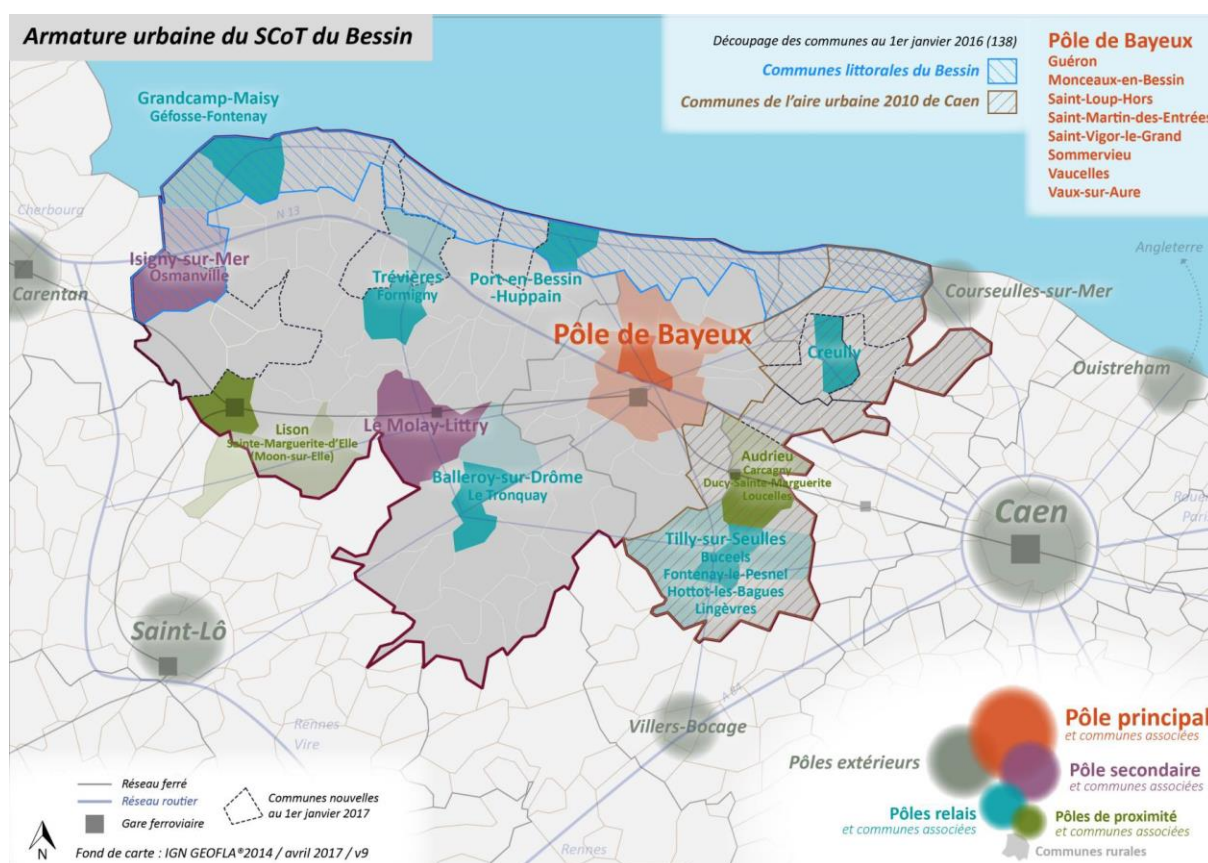 Armature urbaine du SCoT du Bessin
Découpage des communes au 1er janvier 2016 (138)
Communes littorales du Bessin
Communes de l'aire urbaine 2010 de Caen
Pôle de Bayeux
Guéron
Monceaux-en-Bessin
Saint-Loup-Hors
Saint-Martin-des-Entrées
Saint-Vigor-le-Grand
Sommervieu
Vaucelles
Vaux-sur-Aure
Grandcamp-Maisy
Géfosse-Fontenay
Cherbourg
N 13
Angleterre
Isigny-sur-Mer
Osmanville
Carentan
Trévières
Formigny
Port-en-Bessin
-Huppain
Courseulles-sur-Mer
Pôle de Bayeux
Creully
Ouistreham
Lison
Sainte-Marguerite-d'Elle
(Moon-sur-Elle)
Le Molay-Littry
Balleroy-sur-Drôme
Le Tronquay
Audrieu
Carcagny
Ducy-Sainte-Marguerite
Loucelles
Caen
Rouen
Paris
Tilly-sur-Seulles
Buceels
Fontenay-le-Pesnel
Hottot-les-Bagues
Lingèvres
Saint-Lô
A 84
Villers-Bocage
Rennes
Vire
Rennes
Réseau ferré
Réseau routier
Gare ferroviaire
Communes nouvelles
au 1er janvier 2017
N
Fond de carte : IGN GEOFLA®2014 / avril 2017 / v9
Pôle principal
et communes associées
Pôles extérieurs
Pôle secondaire
et communes associées
Pôles relais
et communes associées
Pôles de proximité
et communes associées
Communes rurales